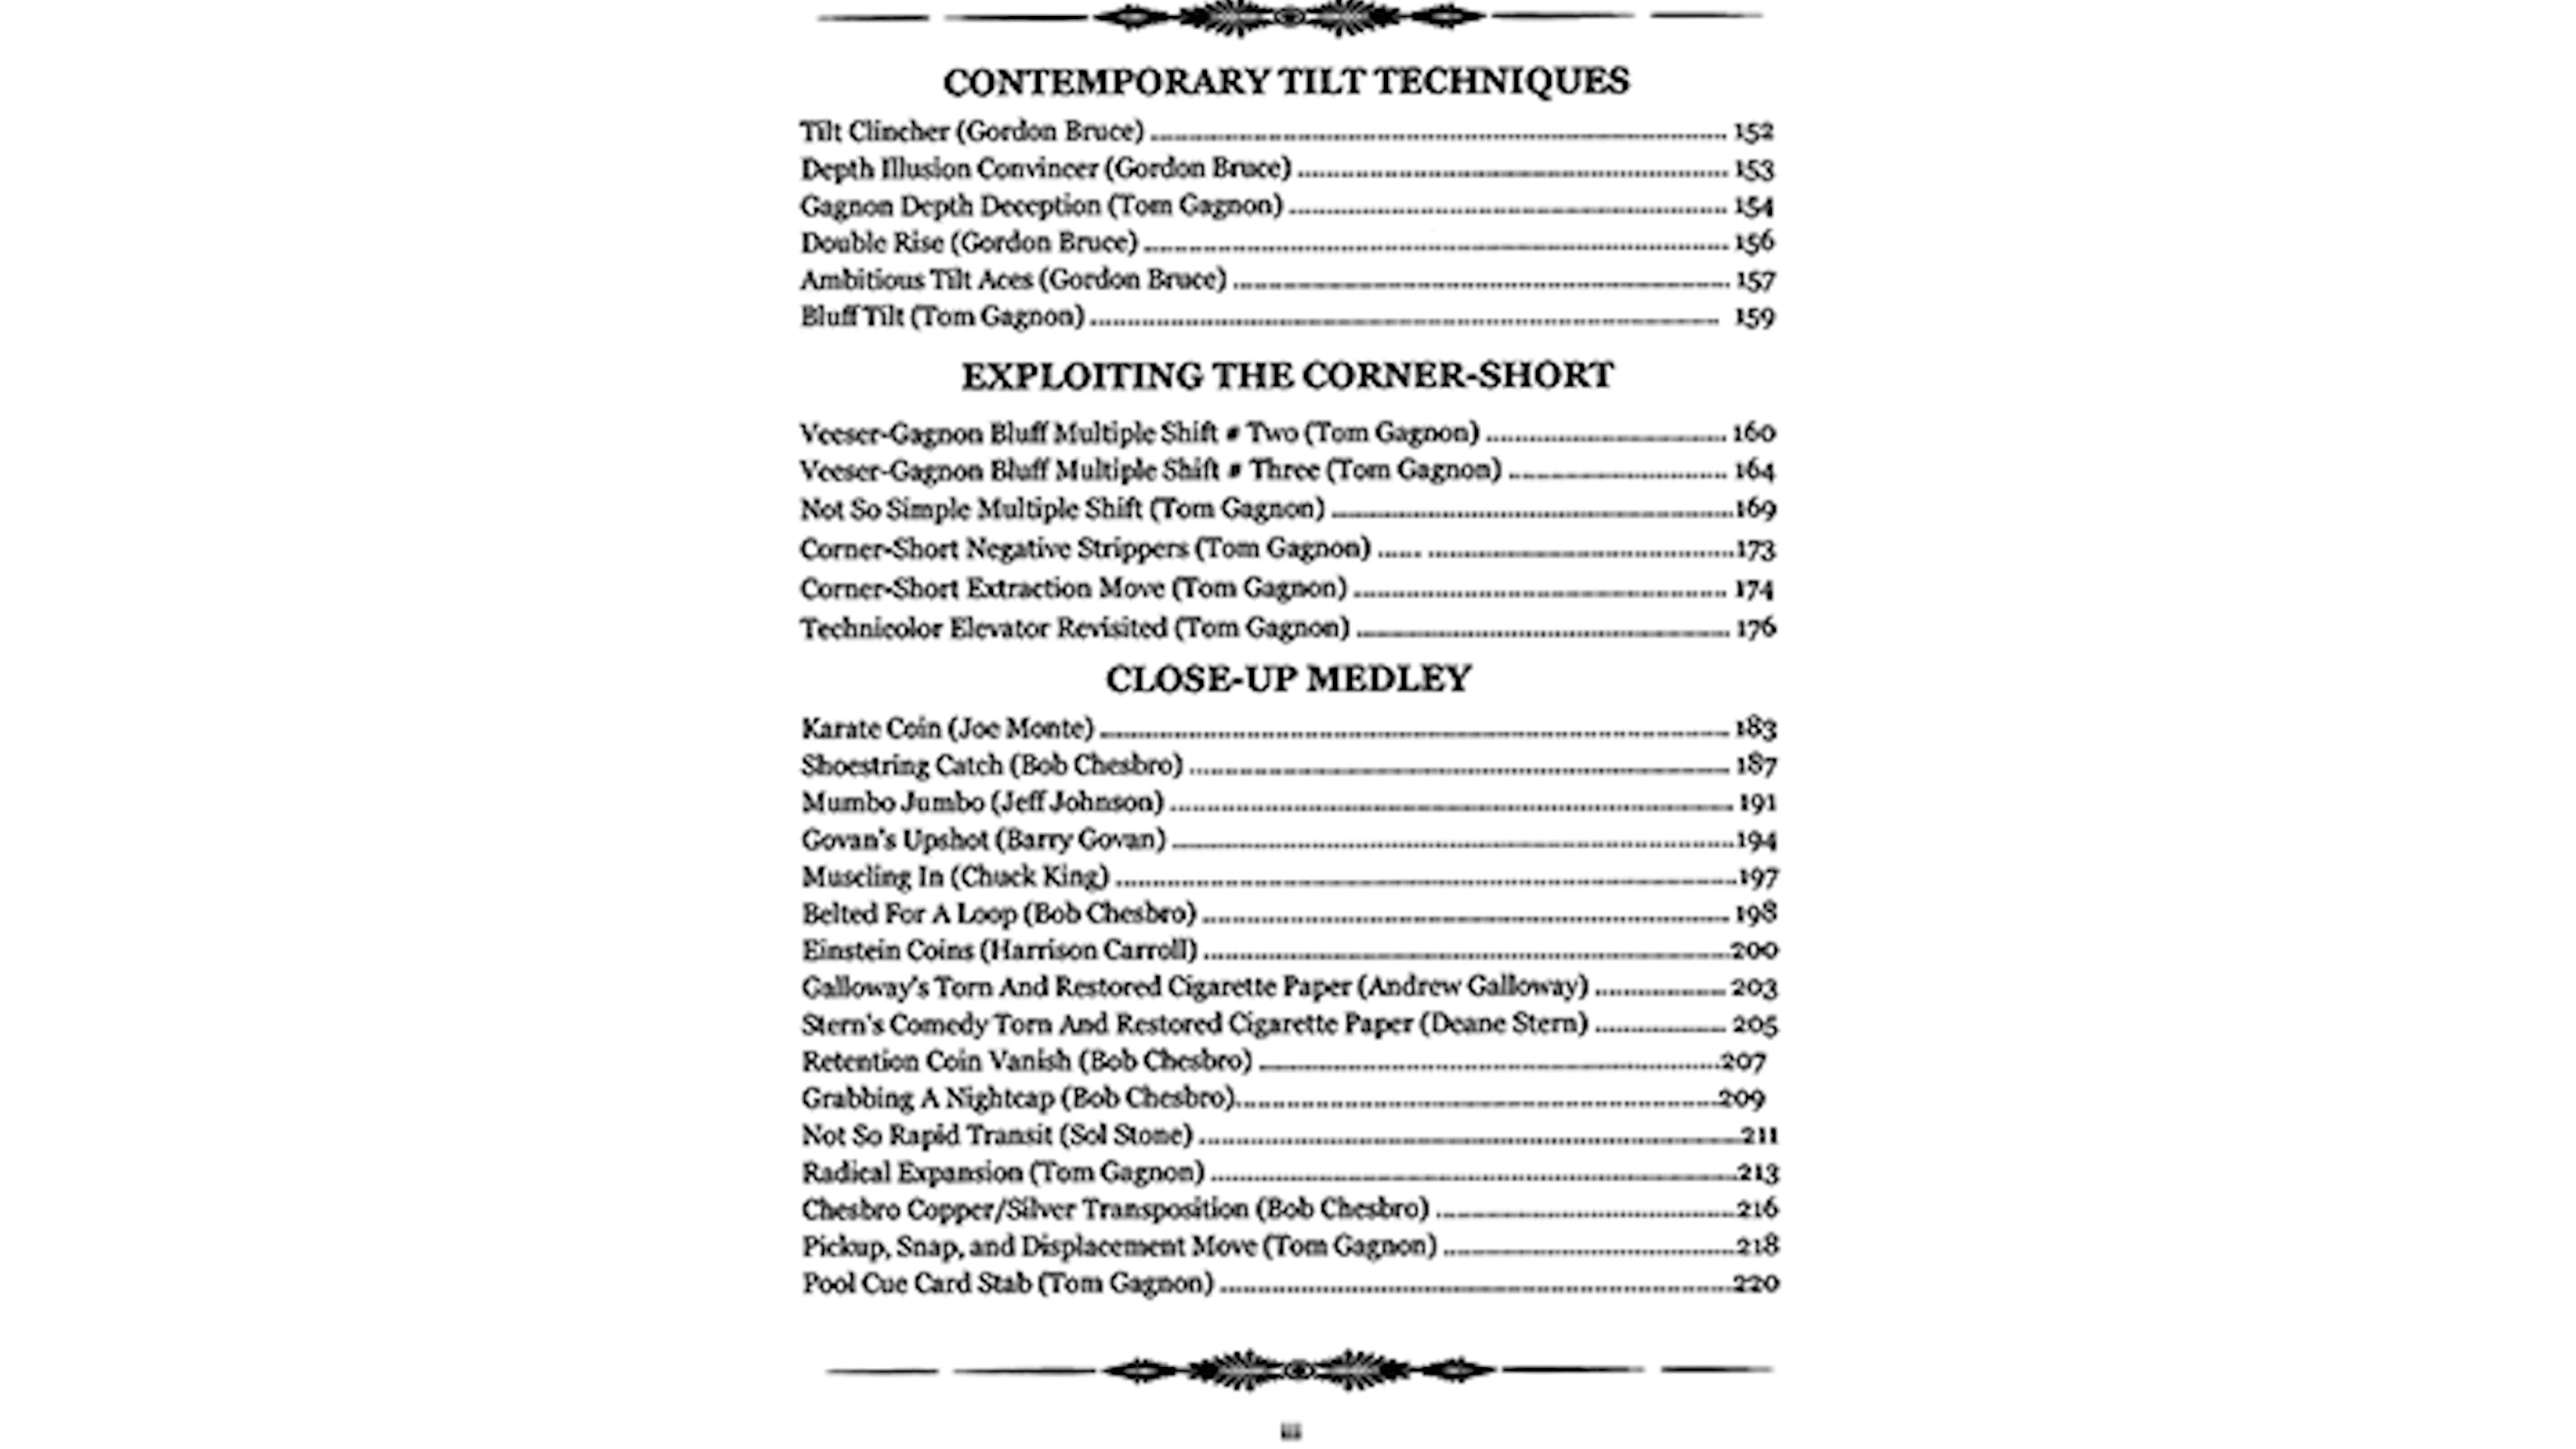 CONTEMPORARY TILT TECHNIQUES
Tilt Clincher (Gordon Bruce) ........................................ 152
Depth Illusion Convincer (Gordon Bruce) ........................................ 153
Gagnon Depth Deception (Tom Gagnon) ........................................ 154
Double Rise (Gordon Bruce) ........................................ 156
Ambitious Tilt Aces (Gordon Bruce) ........................................ 157
Bluff Tilt (Tom Gagnon) ........................................ 159
EXPLOITING THE CORNER-SHORT
Veeser-Gagnon Bluff Multiple Shift # Two (Tom Gagnon) ........................................ 160
Veeser-Gagnon Bluff Multiple Shift # Three (Tom Gagnon) ........................................ 164
Not So Simple Multiple Shift (Tom Gagnon) ........................................169
Corner-Short Negative Strippers (Tom Gagnon) ...... ........................................173
Corner-Short Extraction Move (Tom Gagnon) ........................................ 174
Technicolor Elevator Revisited (Tom Gagnon) ........................................ 176
CLOSE-UP MEDLEY
Karate Coin (Joe Monte) ........................................ 183
Shoestring Catch (Bob Chesbro) ........................................ 187
Mumbo Jumbo (Jeff Johnson) ........................................ 191
Govan's Upshot (Barry Govan) ........................................194
Muscling In (Chuck King) ........................................197
Belted For A Loop (Bob Chesbro) ........................................ 198
Einstein Coins (Harrison Carroll) ........................................200
Galloway's Torn And Restored Cigarette Paper (Andrew Galloway) .................... 203
Stern's Comedy Torn And Restored Cigarette Paper (Deane Stern) .................... 205
Retention Coin Vanish (Bob Chesbro) ........................................207
Grabbing A Nightcap (Bob Chesbro)........................................209
Not So Rapid Transit (Sol Stone) ........................................211
Radical Expansion (Tom Gagnon) ........................................213
Chesbro Copper/Silver Transposition (Bob Chesbro) ........................................216
Pickup, Snap, and Displacement Move (Tom Gagnon) ........................................218
Pool Cue Card Stab (Tom Gagnon) ........................................220
iii